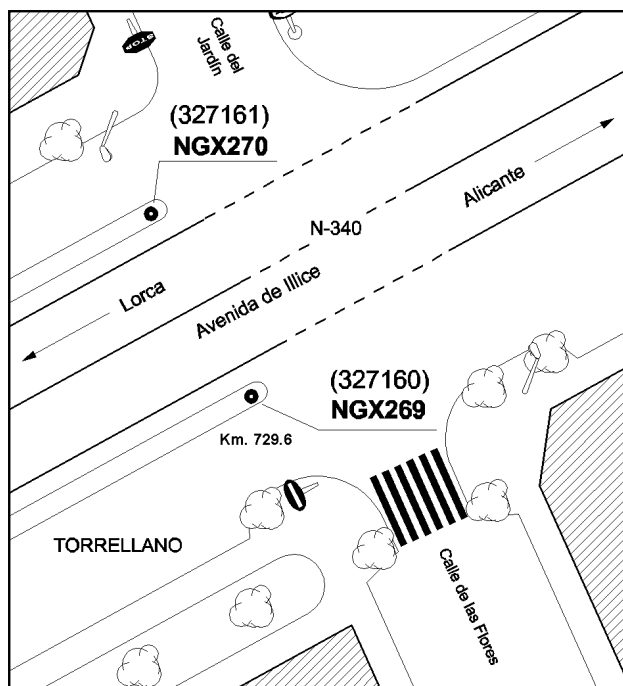 STOP
Calle del
Jardín
(327161)
NGX270
Alicante
N-340
Lorca
Avenida de Illice
(327160)
NGX269
Km. 729.6
TORRELLANO
Calle de las Flores